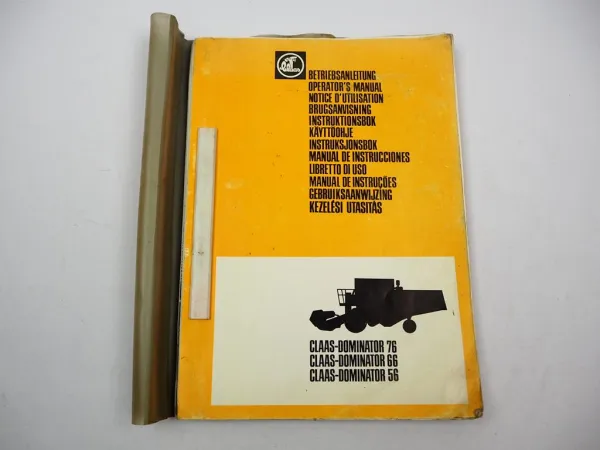 BETRIEBSANLEITUNG
OPERATOR'S MANUAL
NOTICE D'UTILISATION
BRUGSANVISNING
INSTRUKTIONSBOK
KÄYTTÖOHJE
INSTRUKSJONSBOK
MANUAL DE INSTRUCCIONES
LIBRETTO DI USO
MANUAL DE INSTRUÇÕES
GEBRUIKSAANWIJZING
KEZELÉSI UTASITÁS
CLAAS-DOMINATOR 76
CLAAS-DOMINATOR 66
CLAAS-DOMINATOR 56